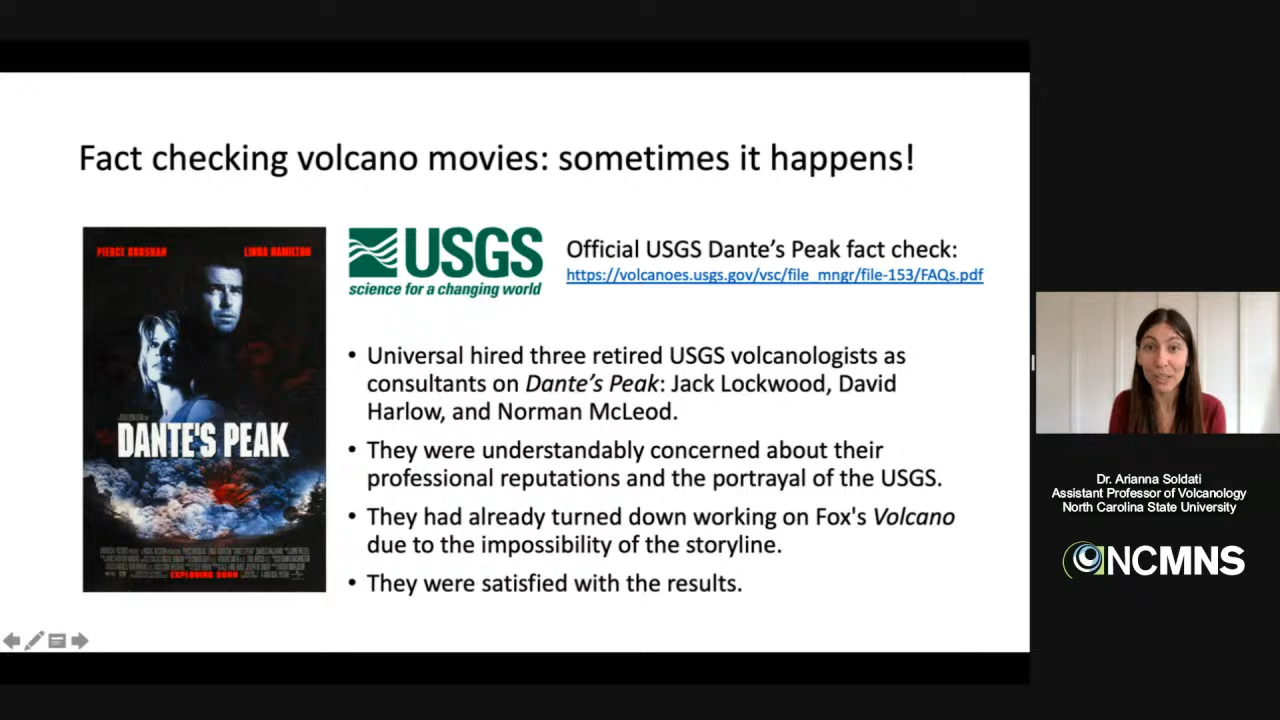 Fact checking volcano movies: sometimes it happens!
PIERCE BROSNAN LINDA HAMILTON
DANTE'S PEAK
EXPLODING SOON
USGS
science for a changing world
Official USGS Dante's Peak fact check:
https://volcanoes.usgs.gov/vsc/file_mngr/file-153/FAQs.pdf
• Universal hired three retired USGS volcanologists as
consultants on Dante's Peak: Jack Lockwood, David
Harlow, and Norman McLeod.
• They were understandably concerned about their
professional reputations and the portrayal of the USGS.
• They had already turned down working on Fox's Volcano
due to the impossibility of the storyline.
• They were satisfied with the results.
Dr. Arianna Soldati
Assistant Professor of Volcanology
North Carolina State University
NCMNS